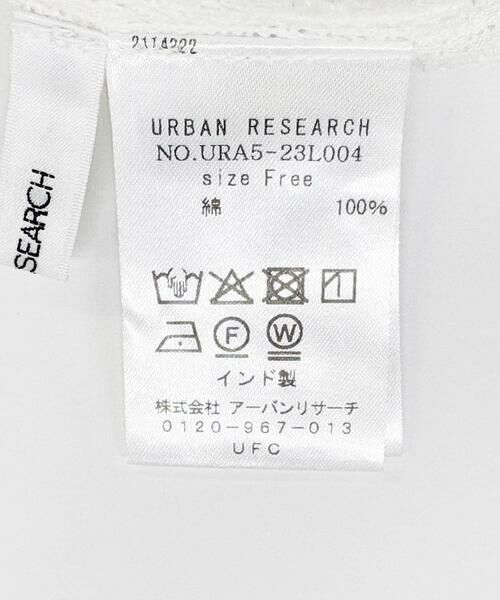 2114222
URBAN RESEARCH
NO.URA5-23L004
size Free
綿 100%
F W
インド製
株式会社 アーバンリサーチ
0120-967-013
UFC
SEARCH